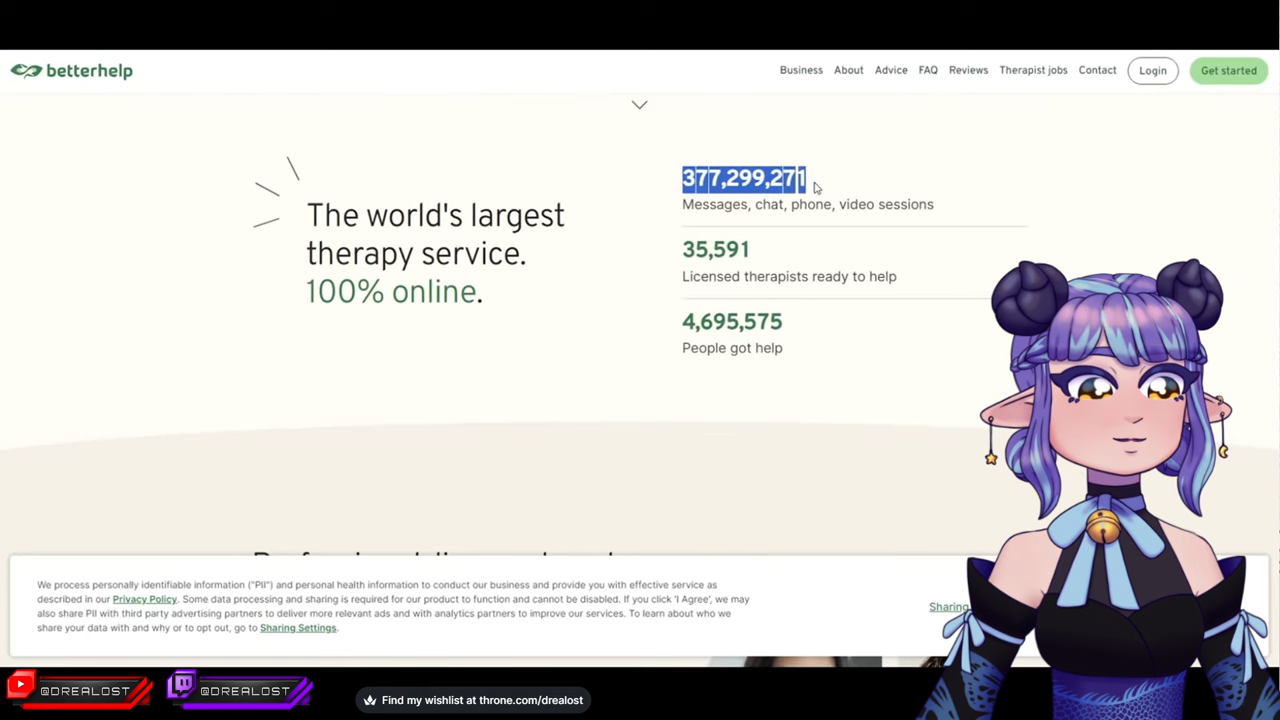 betterhelp
Business About Advice FAQ Reviews Therapist jobs Contact Login Get started
The world's largest
therapy service.
100% online.
377,299,271
Messages, chat, phone, video sessions
35,591
Licensed therapists ready to help
4,695,575
People got help
We process personally identifiable information ("PII") and personal health information to conduct our business and provide you with effective service as
described in our Privacy Policy. Some data processing and sharing is required for our product to function and cannot be disabled. If you click 'I Agree', we may
also share PII with third party advertising partners to deliver more relevant ads and with analytics partners to improve our services. To learn about who we
share your data with and why or to opt out, go to Sharing Settings.
Sharing
@DREALOST
@DREALOST
Find my wishlist at throne.com/drealost